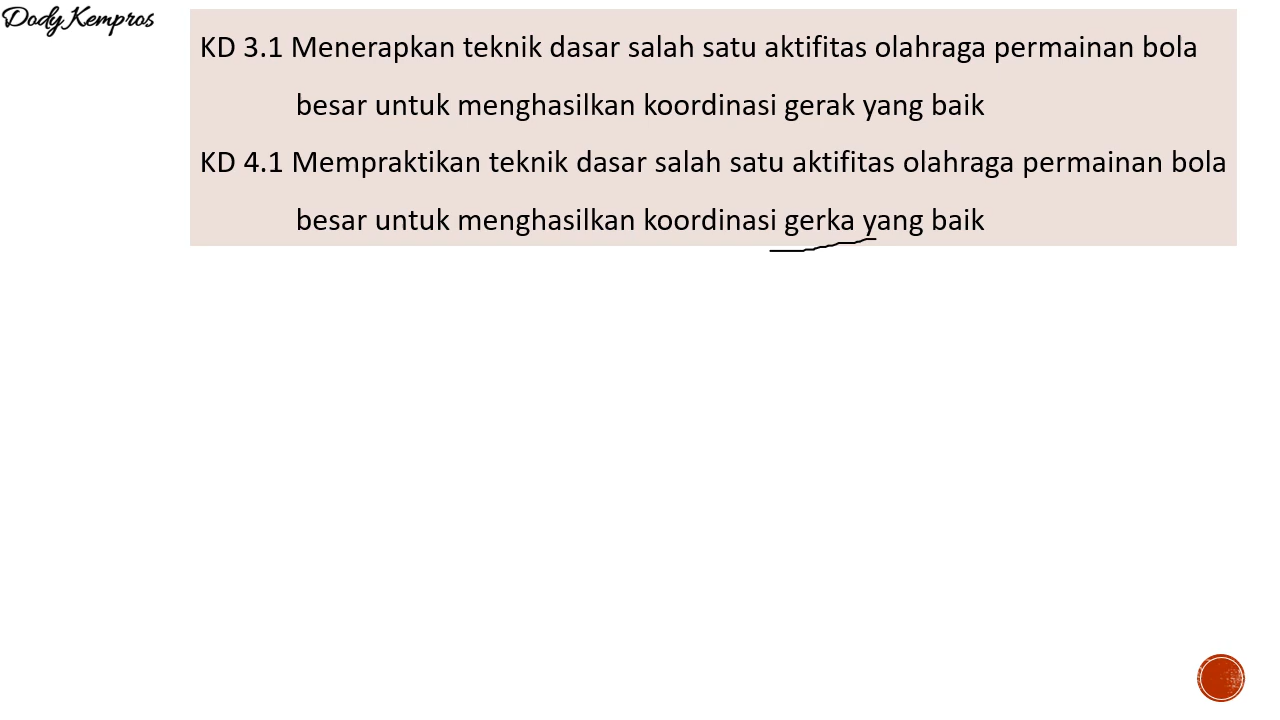 Dody Kempros
KD 3.1 Menerapkan teknik dasar salah satu aktifitas olahraga permainan bola
besar untuk menghasilkan koordinasi gerak yang baik
KD 4.1 Mempraktikan teknik dasar salah satu aktifitas olahraga permainan bola
besar untuk menghasilkan koordinasi gerka yang baik